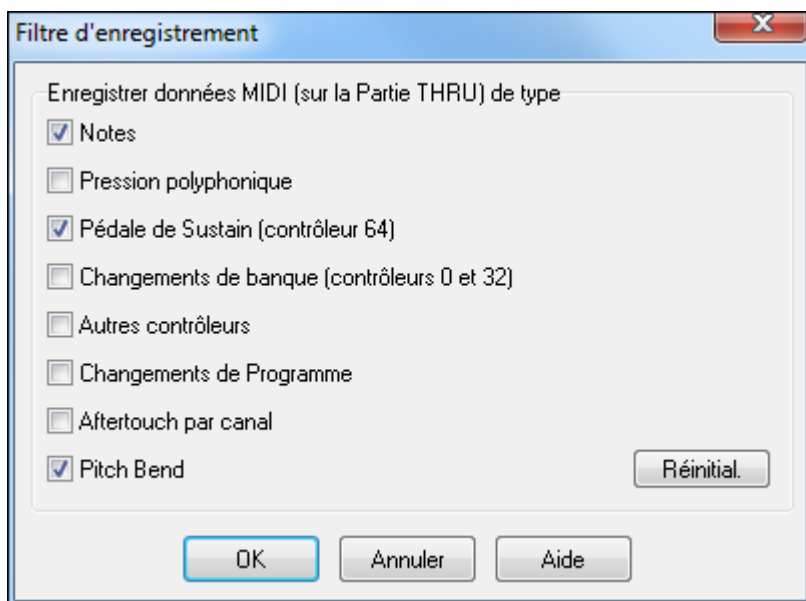 Filtre d'enregistrement
Enregistrer données MIDI (sur la Partie THRU) de type
Notes
Pression polyphonique
Pédale de Sustain (contrôleur 64)
Changements de banque (contrôleurs 0 et 32)
Autres contrôleurs
Changements de Programme
Aftertouch par canal
Pitch Bend
Réinitial.
OK
Annuler
Aide